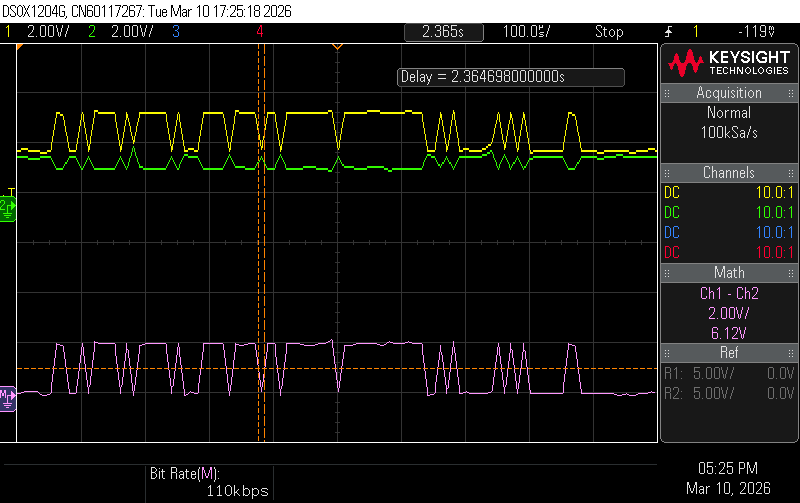 DSOX1204G, CN60117267: Tue Mar 10 17:25:18 2026
1 2.00V/ 2 2.00V/ 3 4 2.365s 100.0s/ Stop 1 -119V
Delay = 2.364698000000s
KEYSIGHT
TECHNOLOGIES
Acquisition
Normal
100kSa/s
Channels
DC 10.0:1
DC 10.0:1
DC 10.0:1
DC 10.0:1
Math
Ch1 - Ch2
2.00V/
6.12V
Ref
R1: 5.00V/ 0.0V
R2: 5.00V/ 0.0V
T
2
M
Bit Rate(M):
110kbps
05:25 PM
Mar 10, 2026